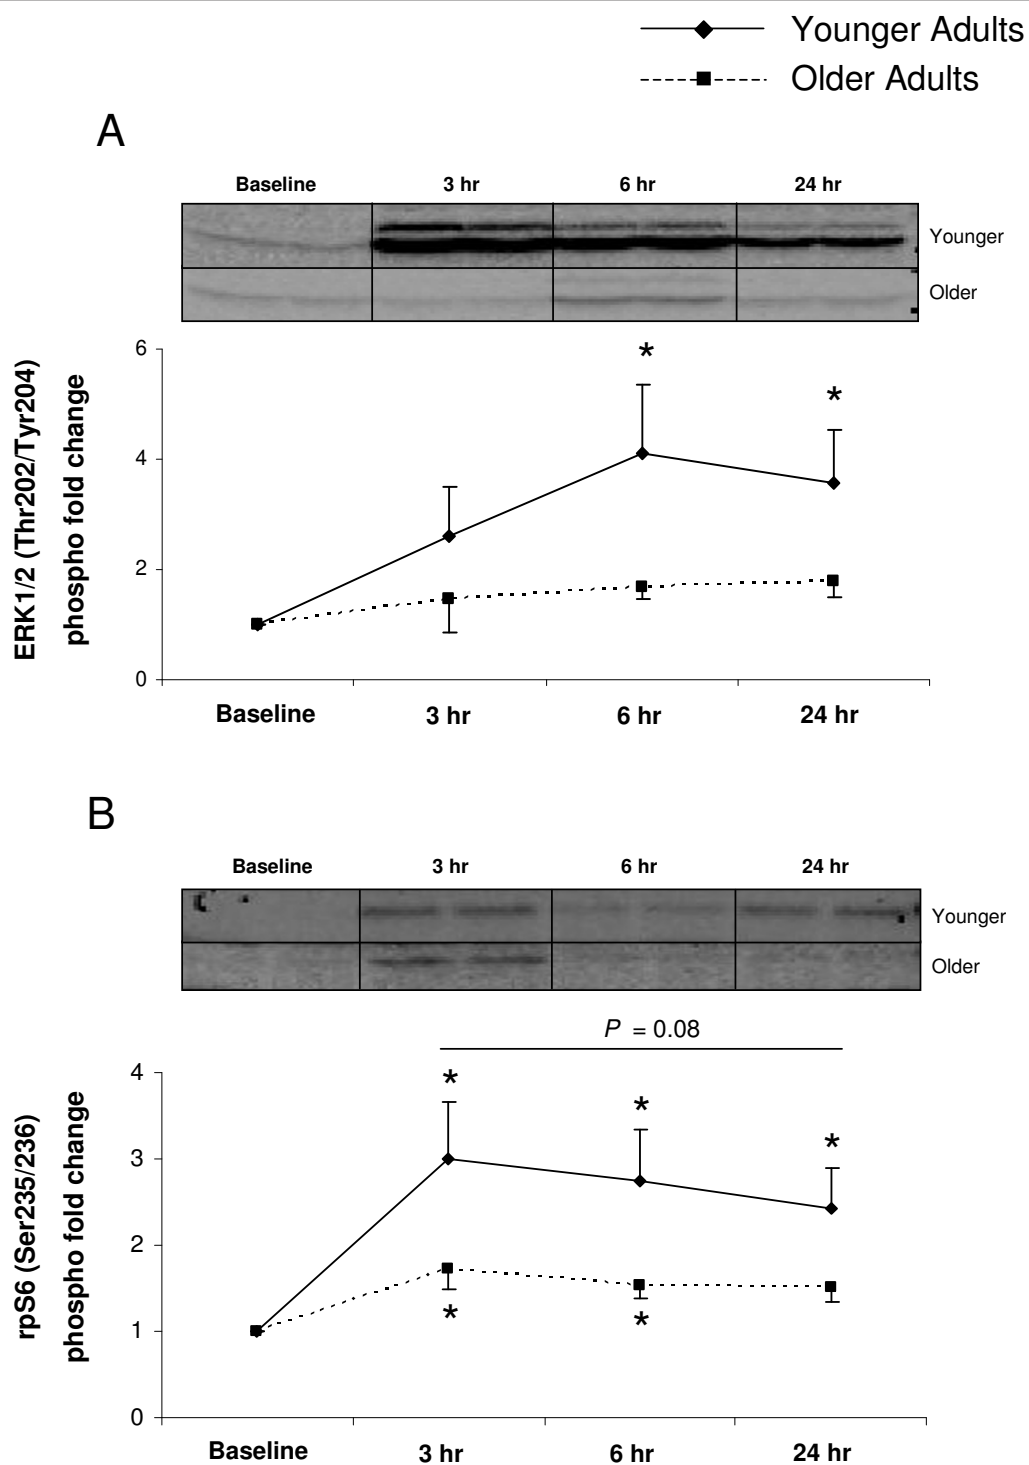 Younger Adults
Older Adults
A
Baseline 3 hr 6 hr 24 hr
Younger
Older
ERK1/2 (Thr202/Tyr204)
phospho fold change
6
*
*
4
2
0
Baseline 3 hr 6 hr 24 hr
B
Baseline 3 hr 6 hr 24 hr
Younger
Older
P = 0.08
rpS6 (Ser235/236)
phospho fold change
4
*
*
*
3
2
*
*
1
0
Baseline 3 hr 6 hr 24 hr